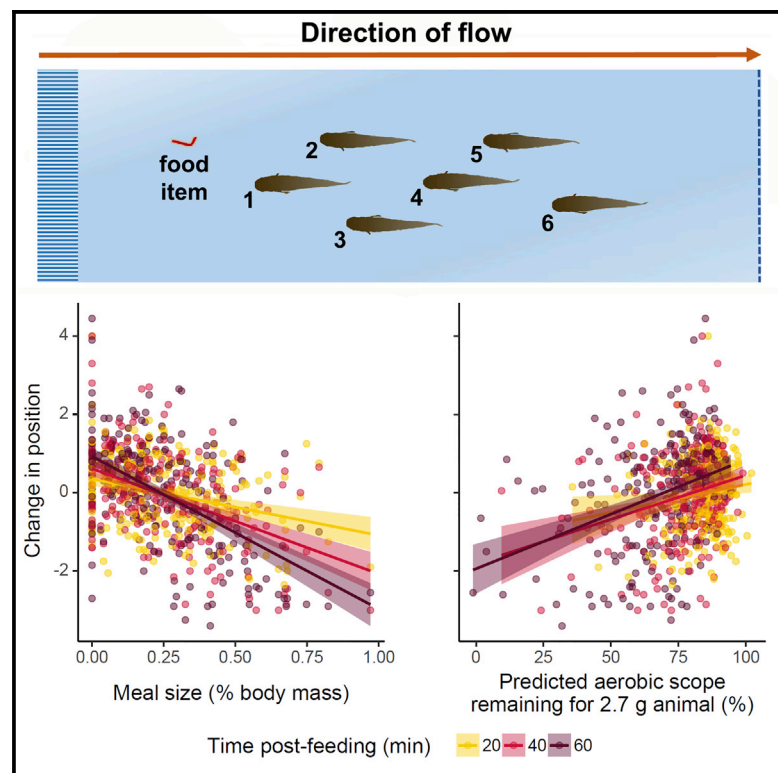 Direction of flow
food
item
1
2
3
4
5
6
Change in position
4
2
0
-2
0.00 0.25 0.50 0.75 1.00
Meal size (% body mass)
0 25 50 75 100
Predicted aerobic scope
remaining for 2.7 g animal (%)
Time post-feeding (min) 20 40 60